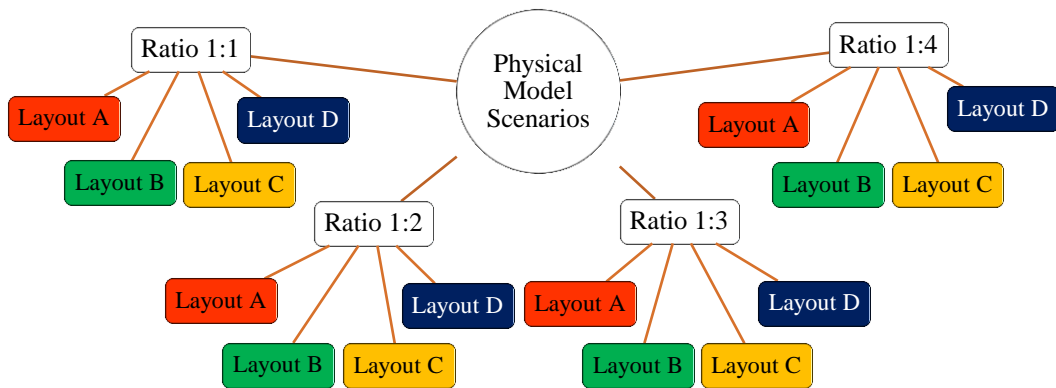 Physical
Model
Scenarios
Ratio 1:1
Layout A
Layout B
Layout C
Layout D
Ratio 1:2
Layout A
Layout B
Layout C
Layout D
Ratio 1:3
Layout A
Layout B
Layout C
Layout D
Ratio 1:4
Layout A
Layout B
Layout C
Layout D